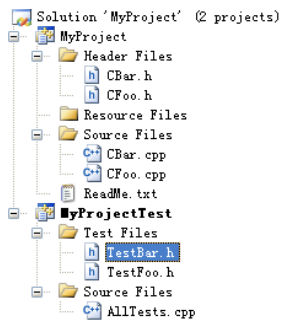 Solution 'MyProject' (2 projects)
MyProject
Header Files
CBar.h
CFoo.h
Resource Files
Source Files
CBar.cpp
CFoo.cpp
ReadMe.txt
MyProjectTest
Test Files
TestBar.h
TestFoo.h
Source Files
AllTests.cpp